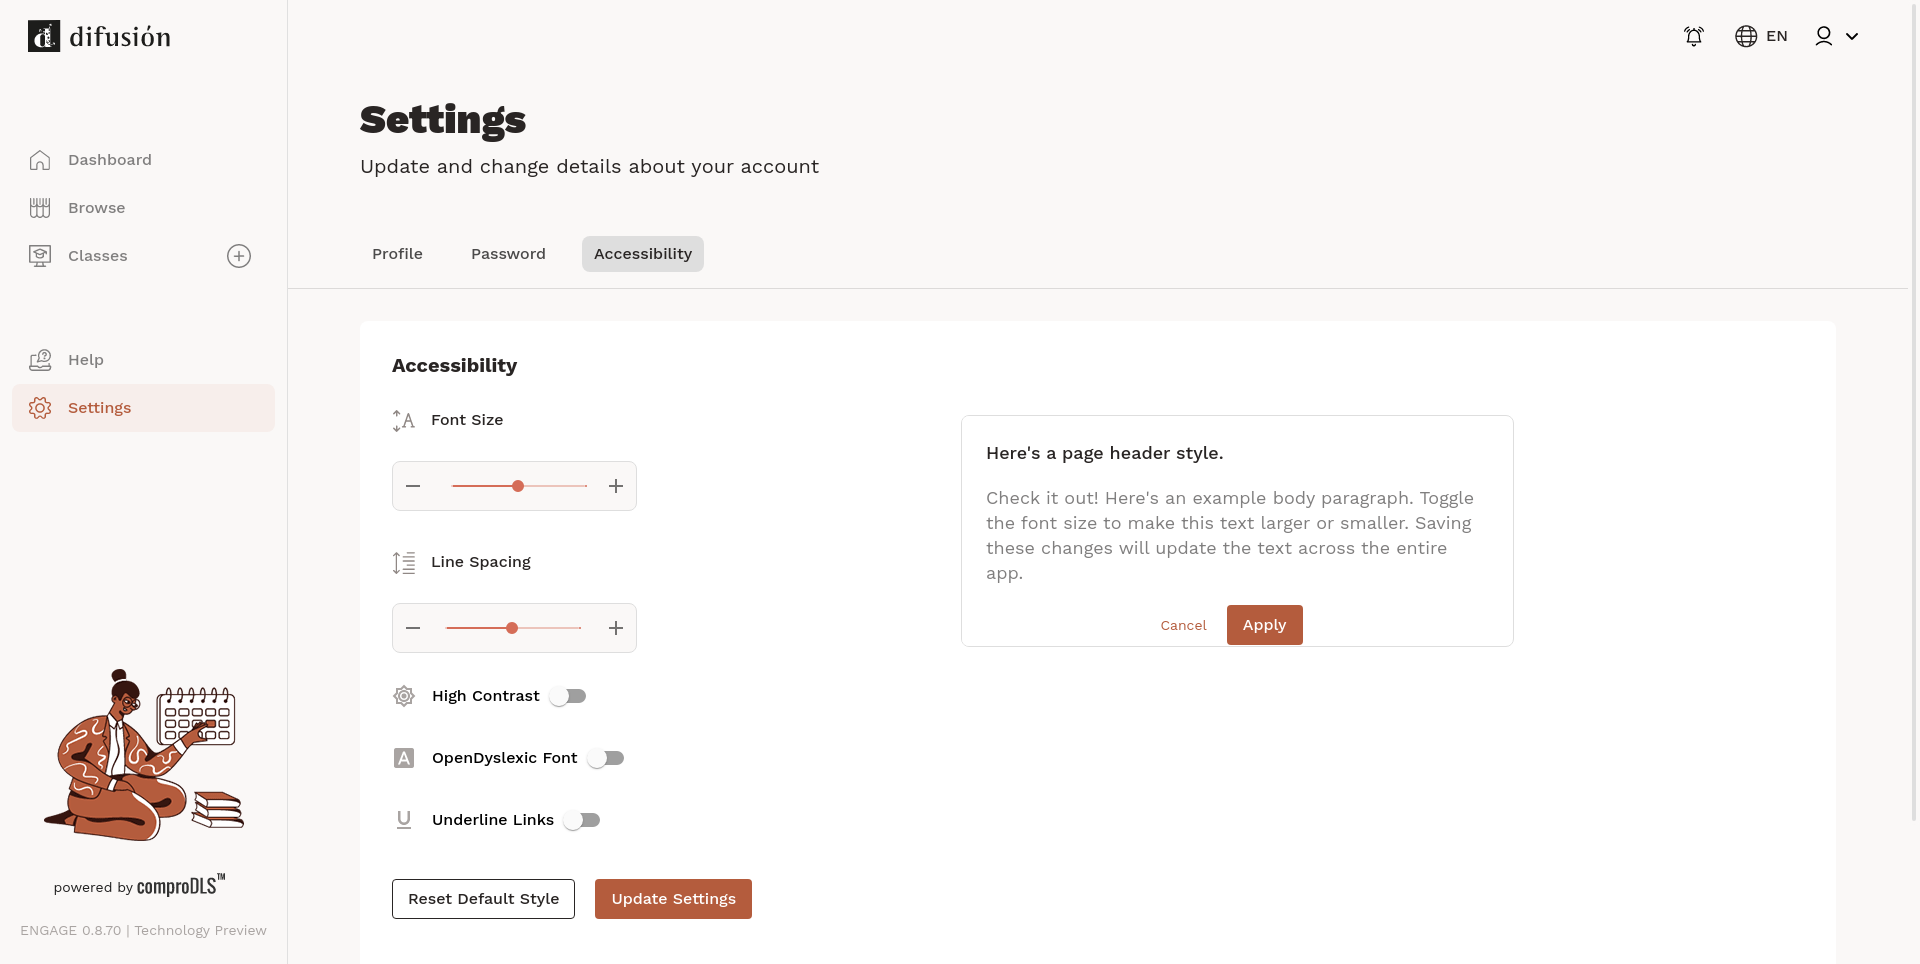 difusión
EN
Dashboard
Browse
Classes
Help
Settings
powered by comproDLS™
ENGAGE 0.8.70 | Technology Preview
Settings
Update and change details about your account
Profile
Password
Accessibility
Accessibility
Font Size
Line Spacing
High Contrast
OpenDyslexic Font
Underline Links
Reset Default Style
Update Settings
Here's a page header style.
Check it out! Here's an example body paragraph. Toggle
the font size to make this text larger or smaller. Saving
these changes will update the text across the entire
app.
Cancel
Apply